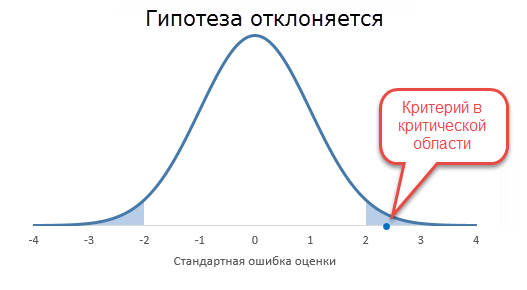 Гипотеза отклоняется
Критерий в
критической
области
-4 -3 -2 -1 0 1 2 3 4
Стандартная ошибка оценки